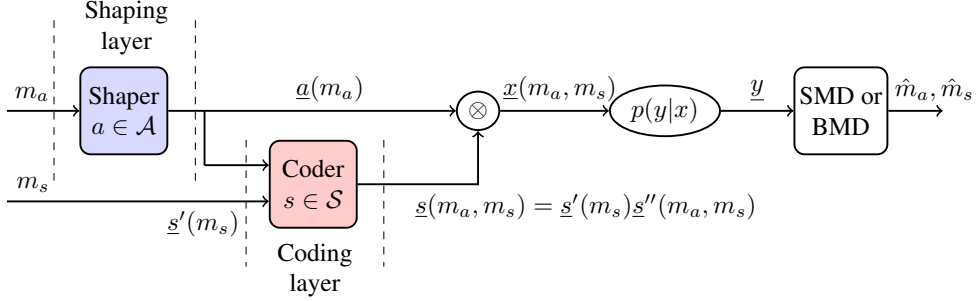 Shaping
layer
m_a
Shaper
a ∈ 𝒜
a̲(m_a)
⊗
x̲(m_a, m_s)
p(y|x)
y̲
SMD or
BMD
m̂_a, m̂_s
m_s
s̲′(m_s)
Coder
s ∈ 𝒮
s̲(m_a, m_s) = s̲′(m_s)s̲″(m_a, m_s)
Coding
layer